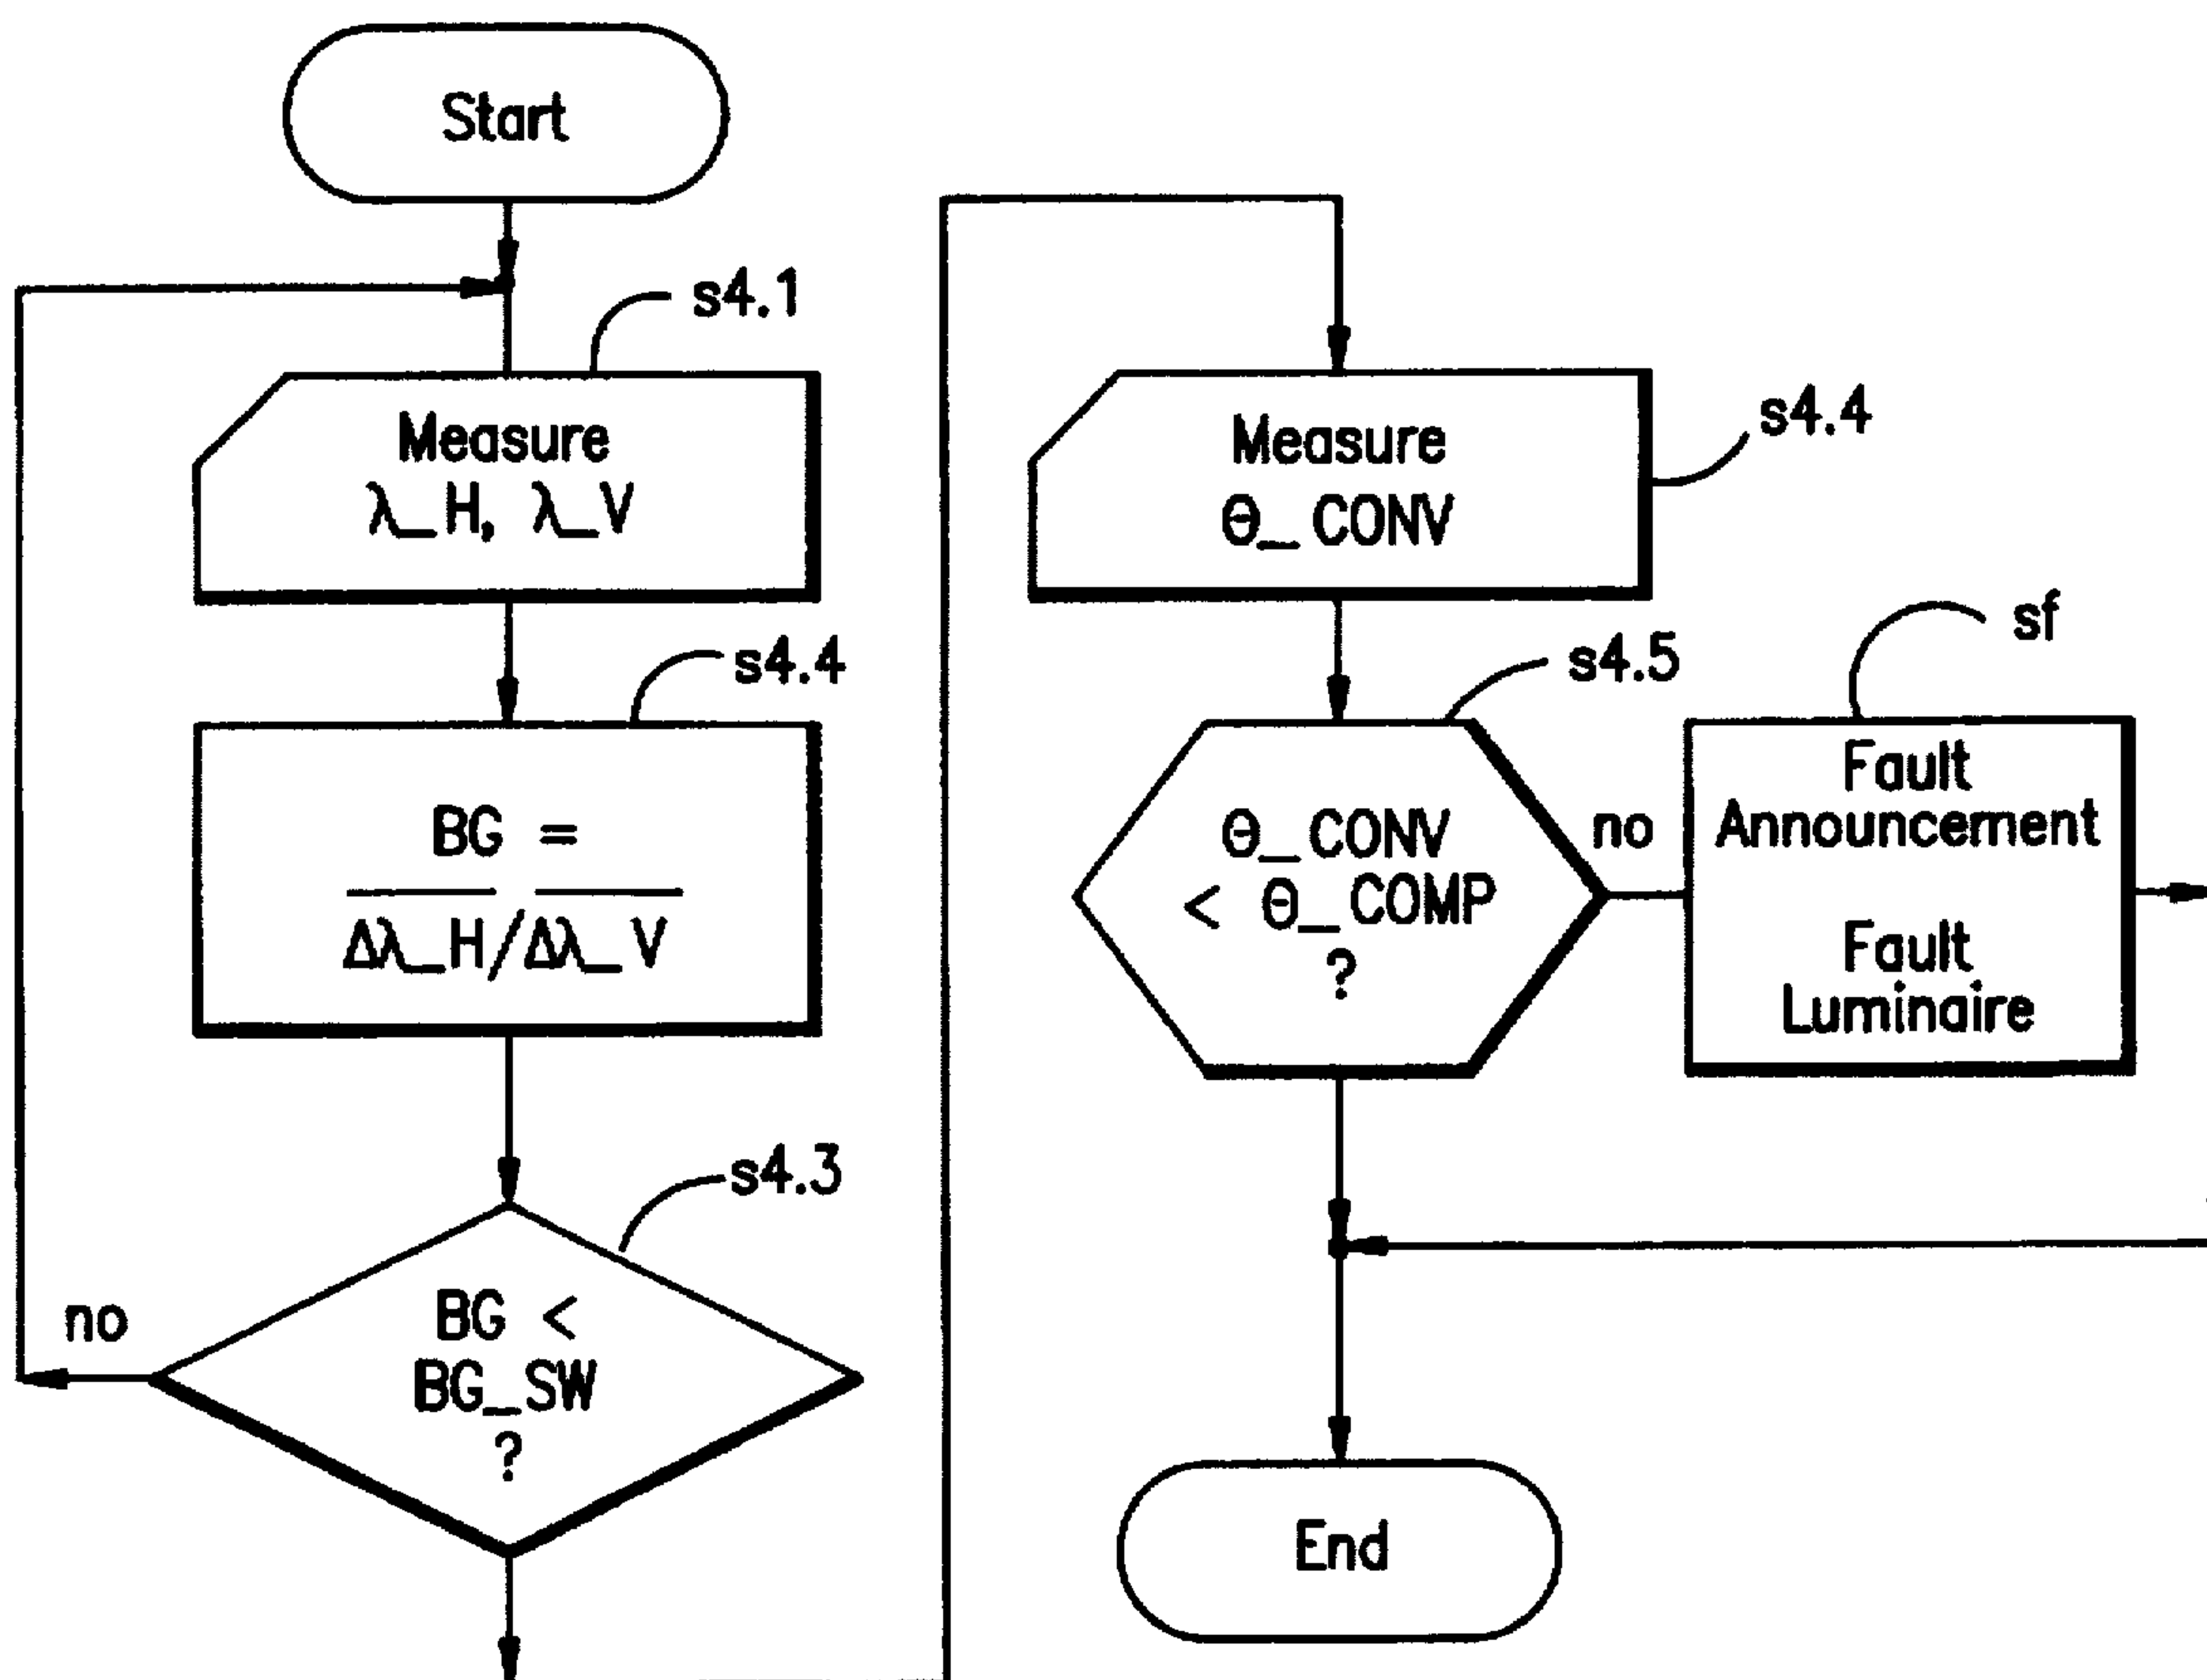 Start
s4.1
Measure
λ_H, λ_V
s4.4
BG =
Δλ_H/Δλ_V
s4.3
BG <
BG_SW
?
no
Measure
Θ_CONV
s4.4
s4.5
Θ_CONV
< Θ_COMP
?
no
sf
Fault
Announcement
Fault
Luminaire
End